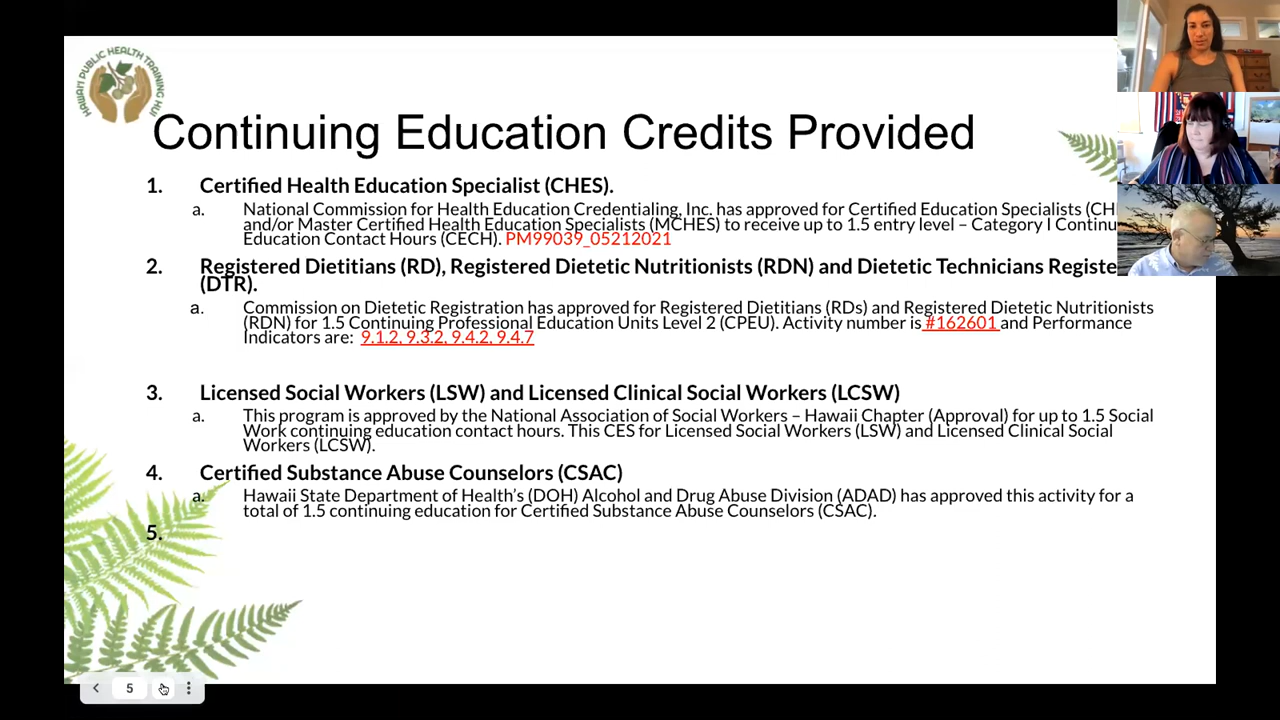 HAWAI'I PUBLIC HEALTH TRAINING HUI
Continuing Education Credits Provided
1. Certified Health Education Specialist (CHES).
a. National Commission for Health Education Credentialing, Inc. has approved for Certified Education Specialists (CH
and/or Master Certified Health Education Specialists (MCHES) to receive up to 1.5 entry level – Category I Continu
Education Contact Hours (CECH). PM99039_05212021
2. Registered Dietitians (RD), Registered Dietetic Nutritionists (RDN) and Dietetic Technicians Registe
(DTR).
a. Commission on Dietetic Registration has approved for Registered Dietitians (RDs) and Registered Dietetic Nutritionists
(RDN) for 1.5 Continuing Professional Education Units Level 2 (CPEU). Activity number is #162601 and Performance
Indicators are: 9.1.2, 9.3.2, 9.4.2, 9.4.7
3. Licensed Social Workers (LSW) and Licensed Clinical Social Workers (LCSW)
a. This program is approved by the National Association of Social Workers – Hawaii Chapter (Approval) for up to 1.5 Social
Work continuing education contact hours. This CES for Licensed Social Workers (LSW) and Licensed Clinical Social
Workers (LCSW).
4. Certified Substance Abuse Counselors (CSAC)
a. Hawaii State Department of Health's (DOH) Alcohol and Drug Abuse Division (ADAD) has approved this activity for a
total of 1.5 continuing education for Certified Substance Abuse Counselors (CSAC).
5.
5